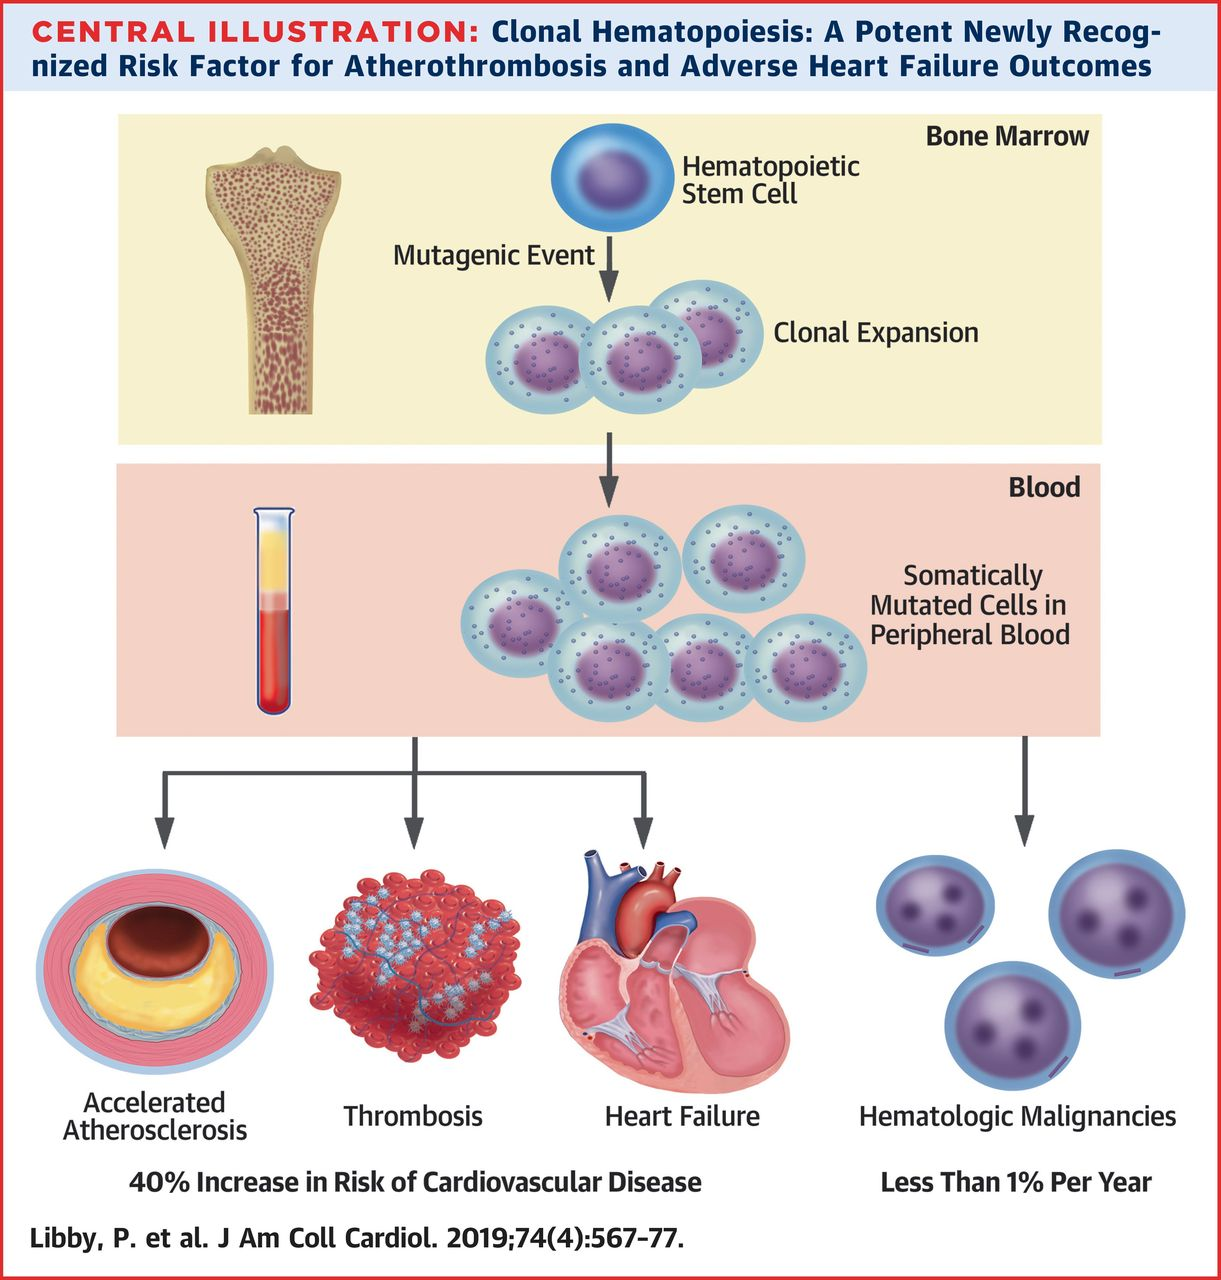 CENTRAL ILLUSTRATION: Clonal Hematopoiesis: A Potent Newly Recog-
nized Risk Factor for Atherothrombosis and Adverse Heart Failure Outcomes
Bone Marrow
Hematopoietic
Stem Cell
Mutagenic Event
Clonal Expansion
Blood
Somatically
Mutated Cells in
Peripheral Blood
Accelerated
Atherosclerosis
Thrombosis
Heart Failure
Hematologic Malignancies
40% Increase in Risk of Cardiovascular Disease
Less Than 1% Per Year
Libby, P. et al. J Am Coll Cardiol. 2019;74(4):567–77.